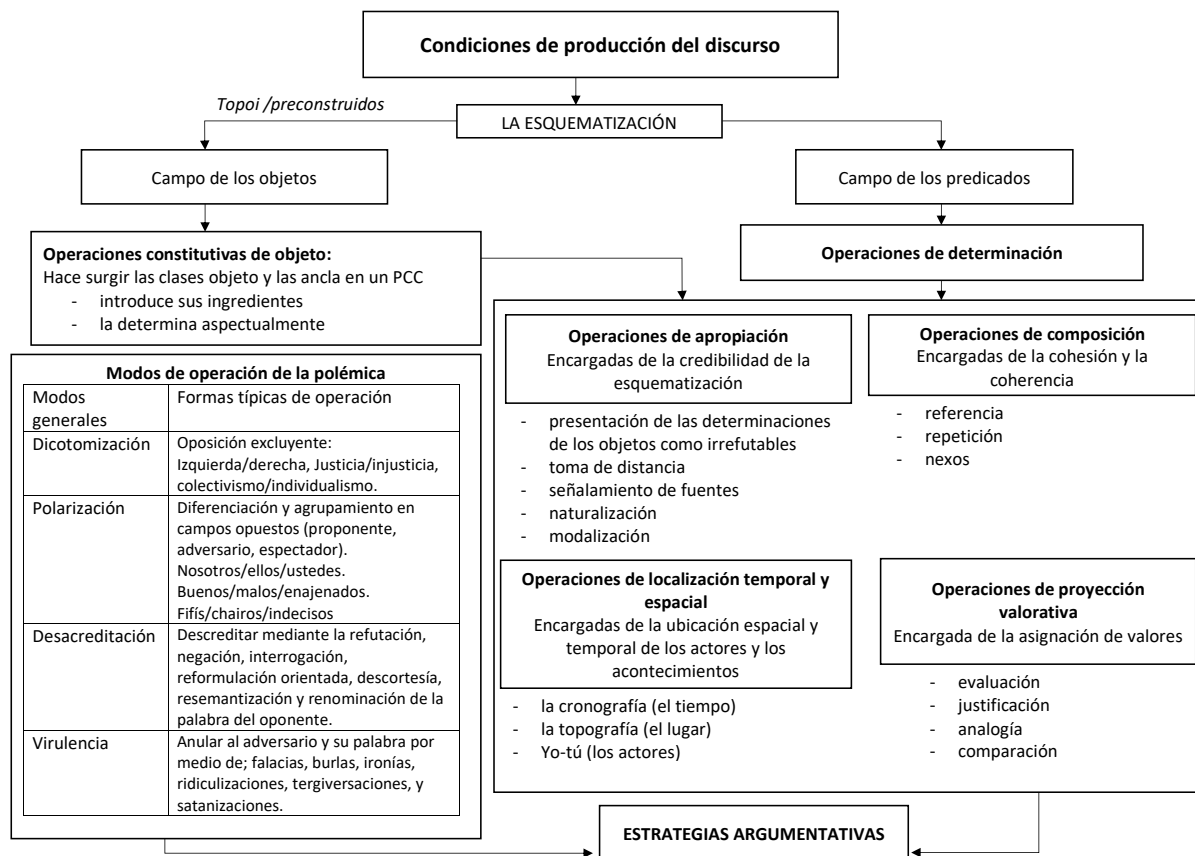 Condiciones de producción del discurso
Topoi /preconstruidos
LA ESQUEMATIZACIÓN
Campo de los objetos
Campo de los predicados
Operaciones constitutivas de objeto:
Hace surgir las clases objeto y las ancla en un PCC
- introduce sus ingredientes
- la determina aspectualmente
Operaciones de determinación
Modos de operación de la polémica
Modos generales
Formas típicas de operación
Dicotomización
Oposición excluyente:
Izquierda/derecha, Justicia/injusticia,
colectivismo/individualismo.
Polarización
Diferenciación y agrupamiento en
campos opuestos (proponente,
adversario, espectador).
Nosotros/ellos/ustedes.
Buenos/malos/enajenados.
Fifís/chairos/indecisos
Desacreditación
Descreditar mediante la refutación,
negación, interrogación,
reformulación orientada, descortesía,
resemantización y renominación de la
palabra del oponente.
Virulencia
Anular al adversario y su palabra por
medio de; falacias, burlas, ironías,
ridiculizaciones, tergiversaciones, y
satanizaciones.
Operaciones de apropiación
Encargadas de la credibilidad de la
esquematización
- presentación de las determinaciones
de los objetos como irrefutables
- toma de distancia
- señalamiento de fuentes
- naturalización
- modalización
Operaciones de composición
Encargadas de la cohesión y la
coherencia
- referencia
- repetición
- nexos
Operaciones de localización temporal y
espacial
Encargadas de la ubicación espacial y
temporal de los actores y los
acontecimientos
- la cronografía (el tiempo)
- la topografía (el lugar)
- Yo-tú (los actores)
Operaciones de proyección
valorativa
Encargada de la asignación de valores
- evaluación
- justificación
- analogía
- comparación
ESTRATEGIAS ARGUMENTATIVAS